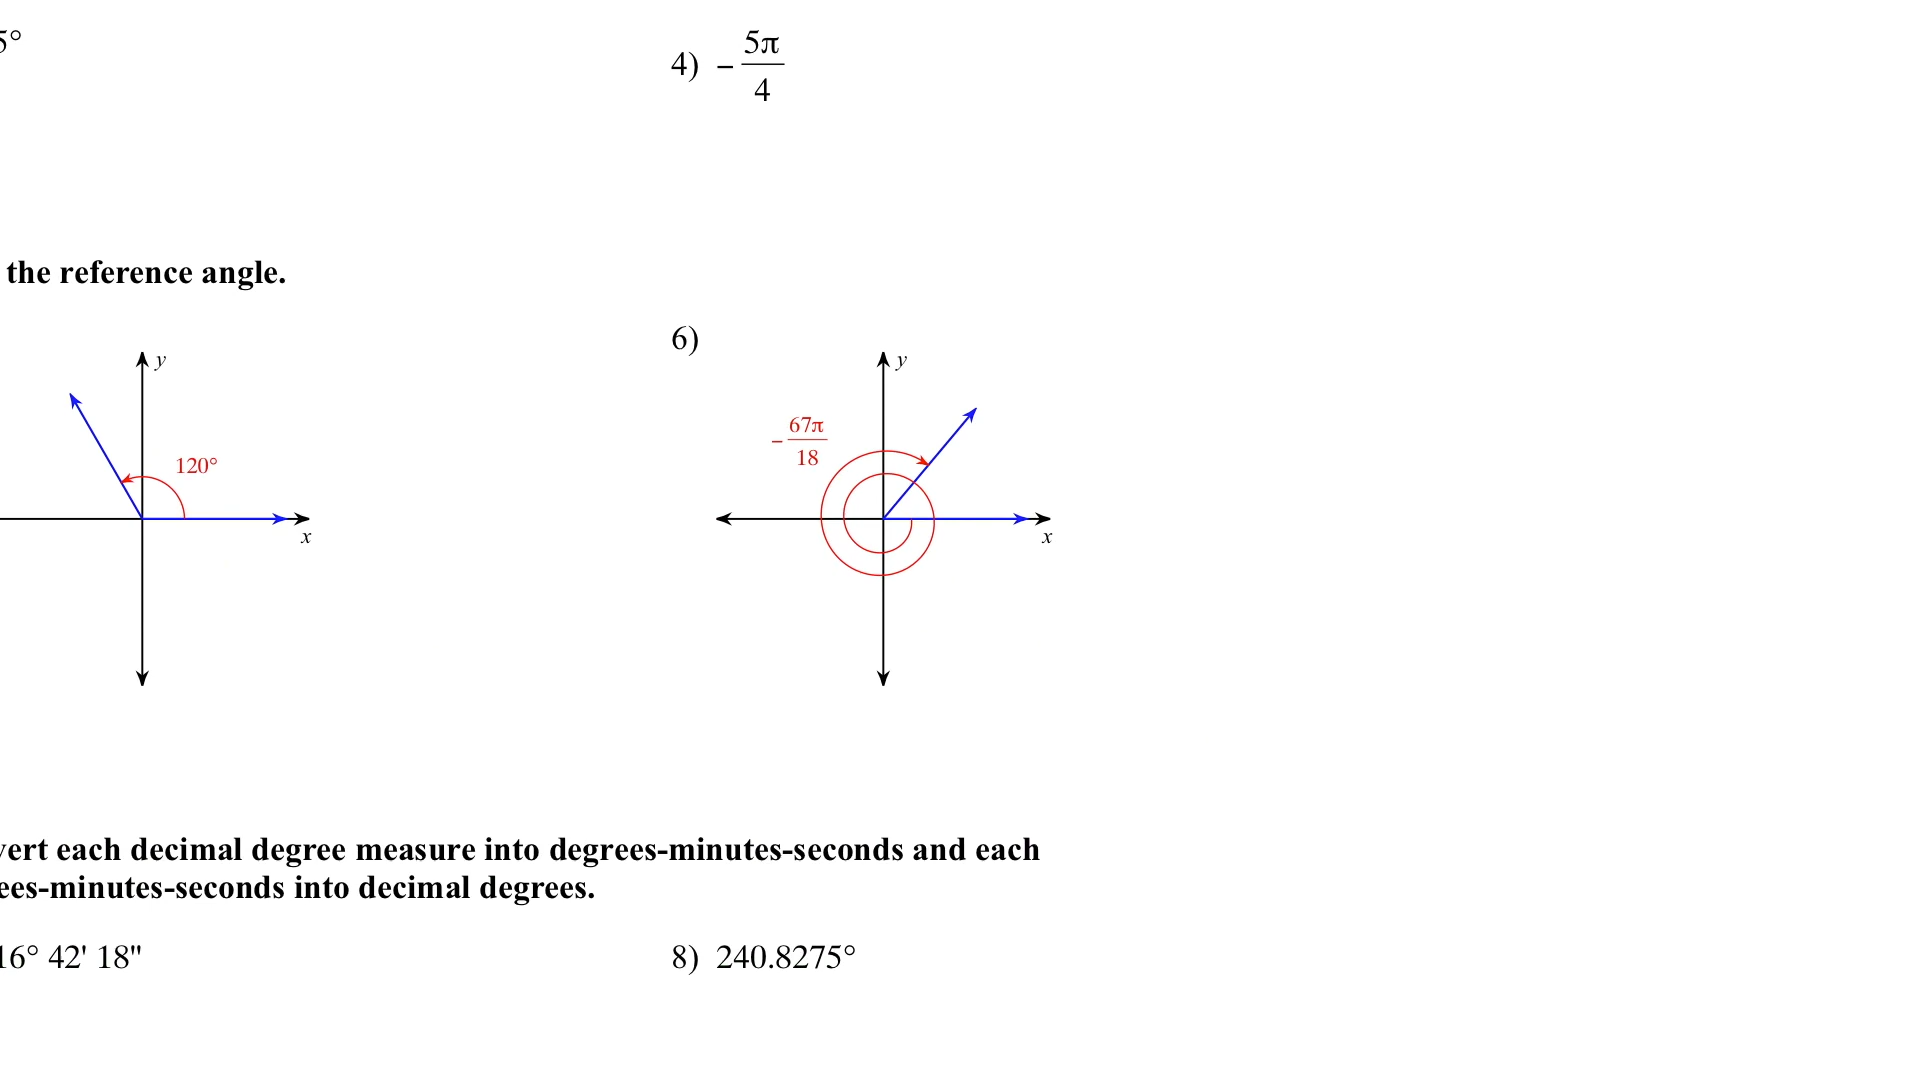 5°
4) −5π/4
the reference angle.
6)
y
120°
x
y
−67π/18
x
vert each decimal degree measure into degrees-minutes-seconds and each
ees-minutes-seconds into decimal degrees.
16° 42' 18"
8) 240.8275°